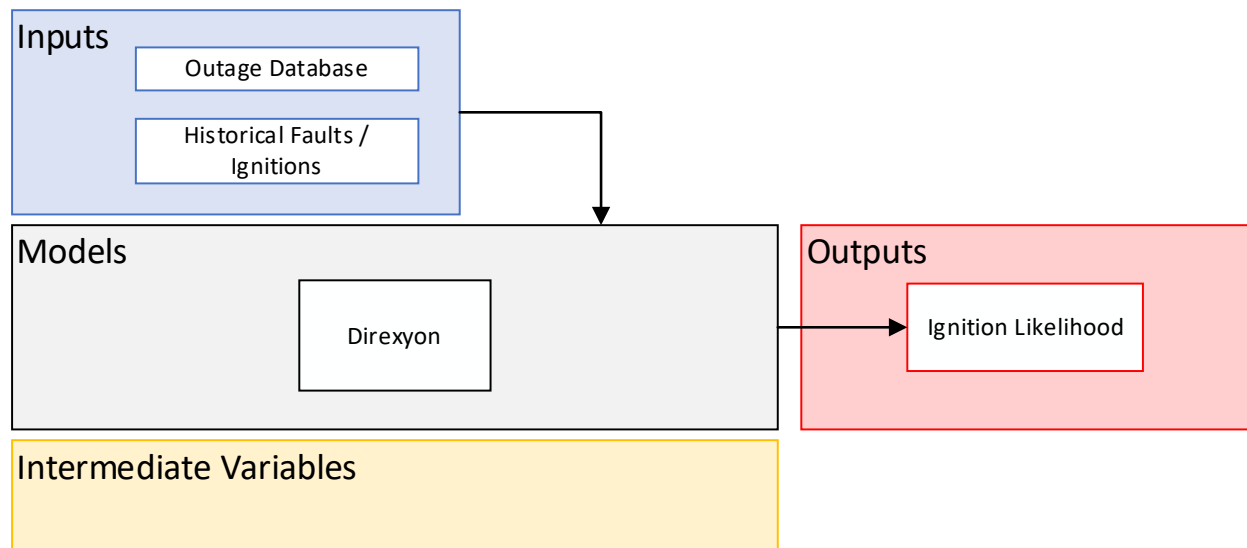 Inputs
Outage Database
Historical Faults /
Ignitions
Models
Direxyon
Outputs
Ignition Likelihood
Intermediate Variables